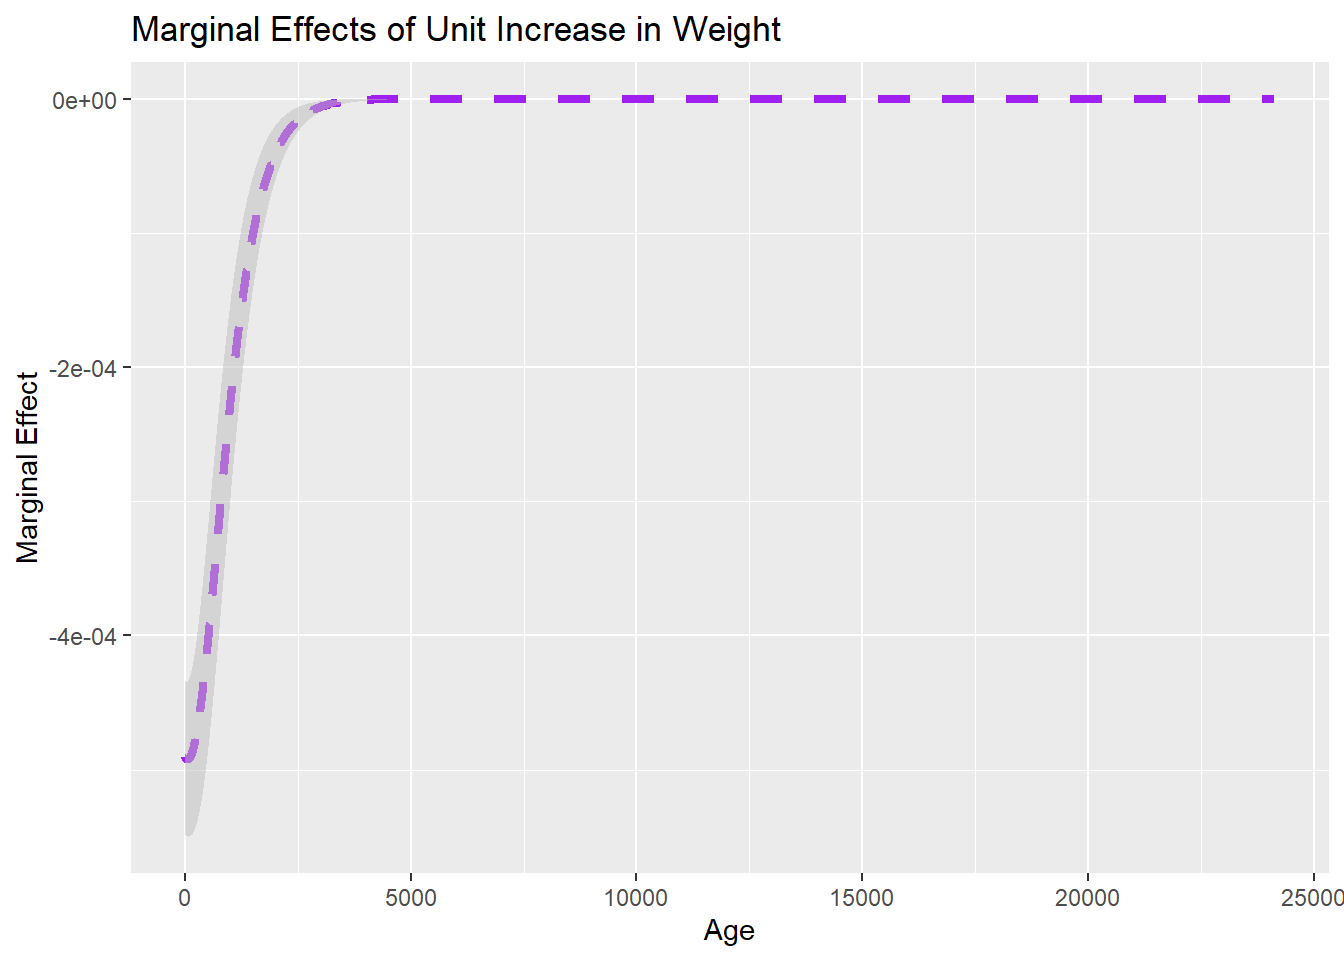 Marginal Effects of Unit Increase in Weight
Marginal Effect
0e+00
-2e-04
-4e-04
0 5000 10000 15000 20000 25000
Age